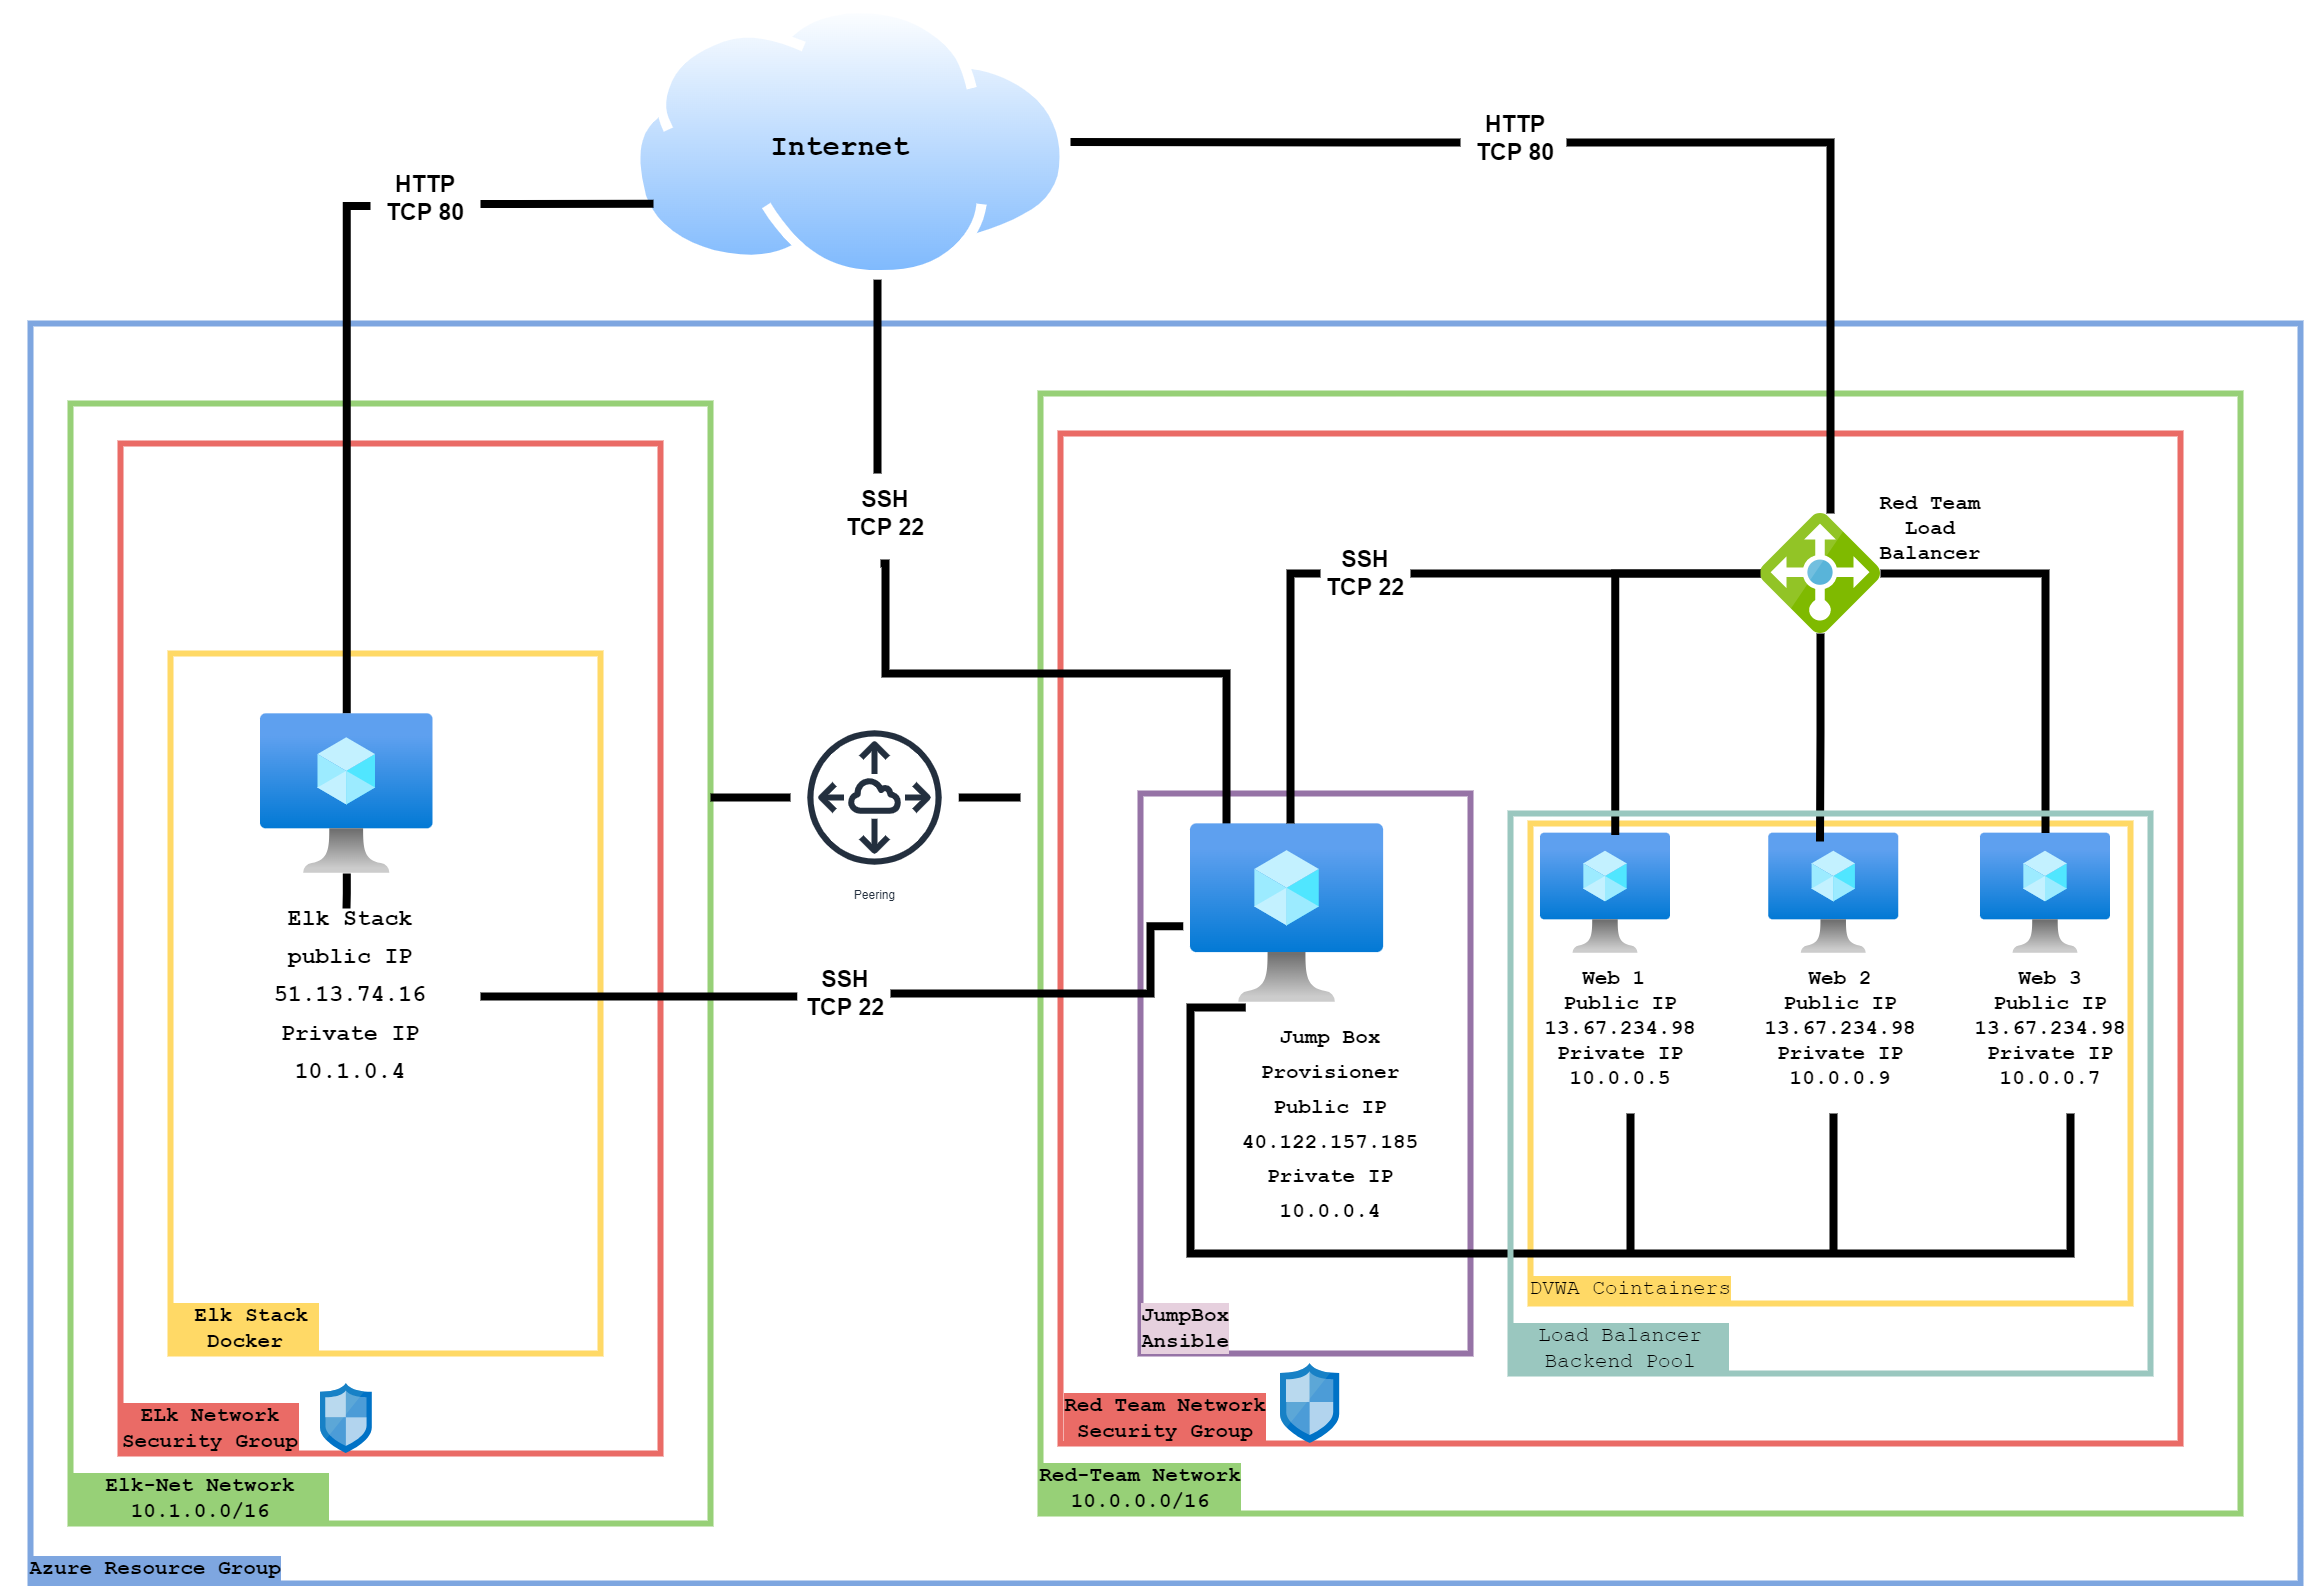 Internet
HTTP
TCP 80
HTTP
TCP 80
SSH
TCP 22
Red Team
Load
Balancer
SSH
TCP 22
Peering
Elk Stack
public IP
51.13.74.16
Private IP
10.1.0.4
SSH
TCP 22
Jump Box
Provisioner
Public IP
40.122.157.185
Private IP
10.0.0.4
Web 1
Public IP
13.67.234.98
Private IP
10.0.0.5
Web 2
Public IP
13.67.234.98
Private IP
10.0.0.9
Web 3
Public IP
13.67.234.98
Private IP
10.0.0.7
DVWA Cointainers
Load Balancer
Backend Pool
Elk Stack
Docker
JumpBox
Ansible
ELk Network
Security Group
Red Team Network
Security Group
Elk-Net Network
10.1.0.0/16
Red-Team Network
10.0.0.0/16
Azure Resource Group